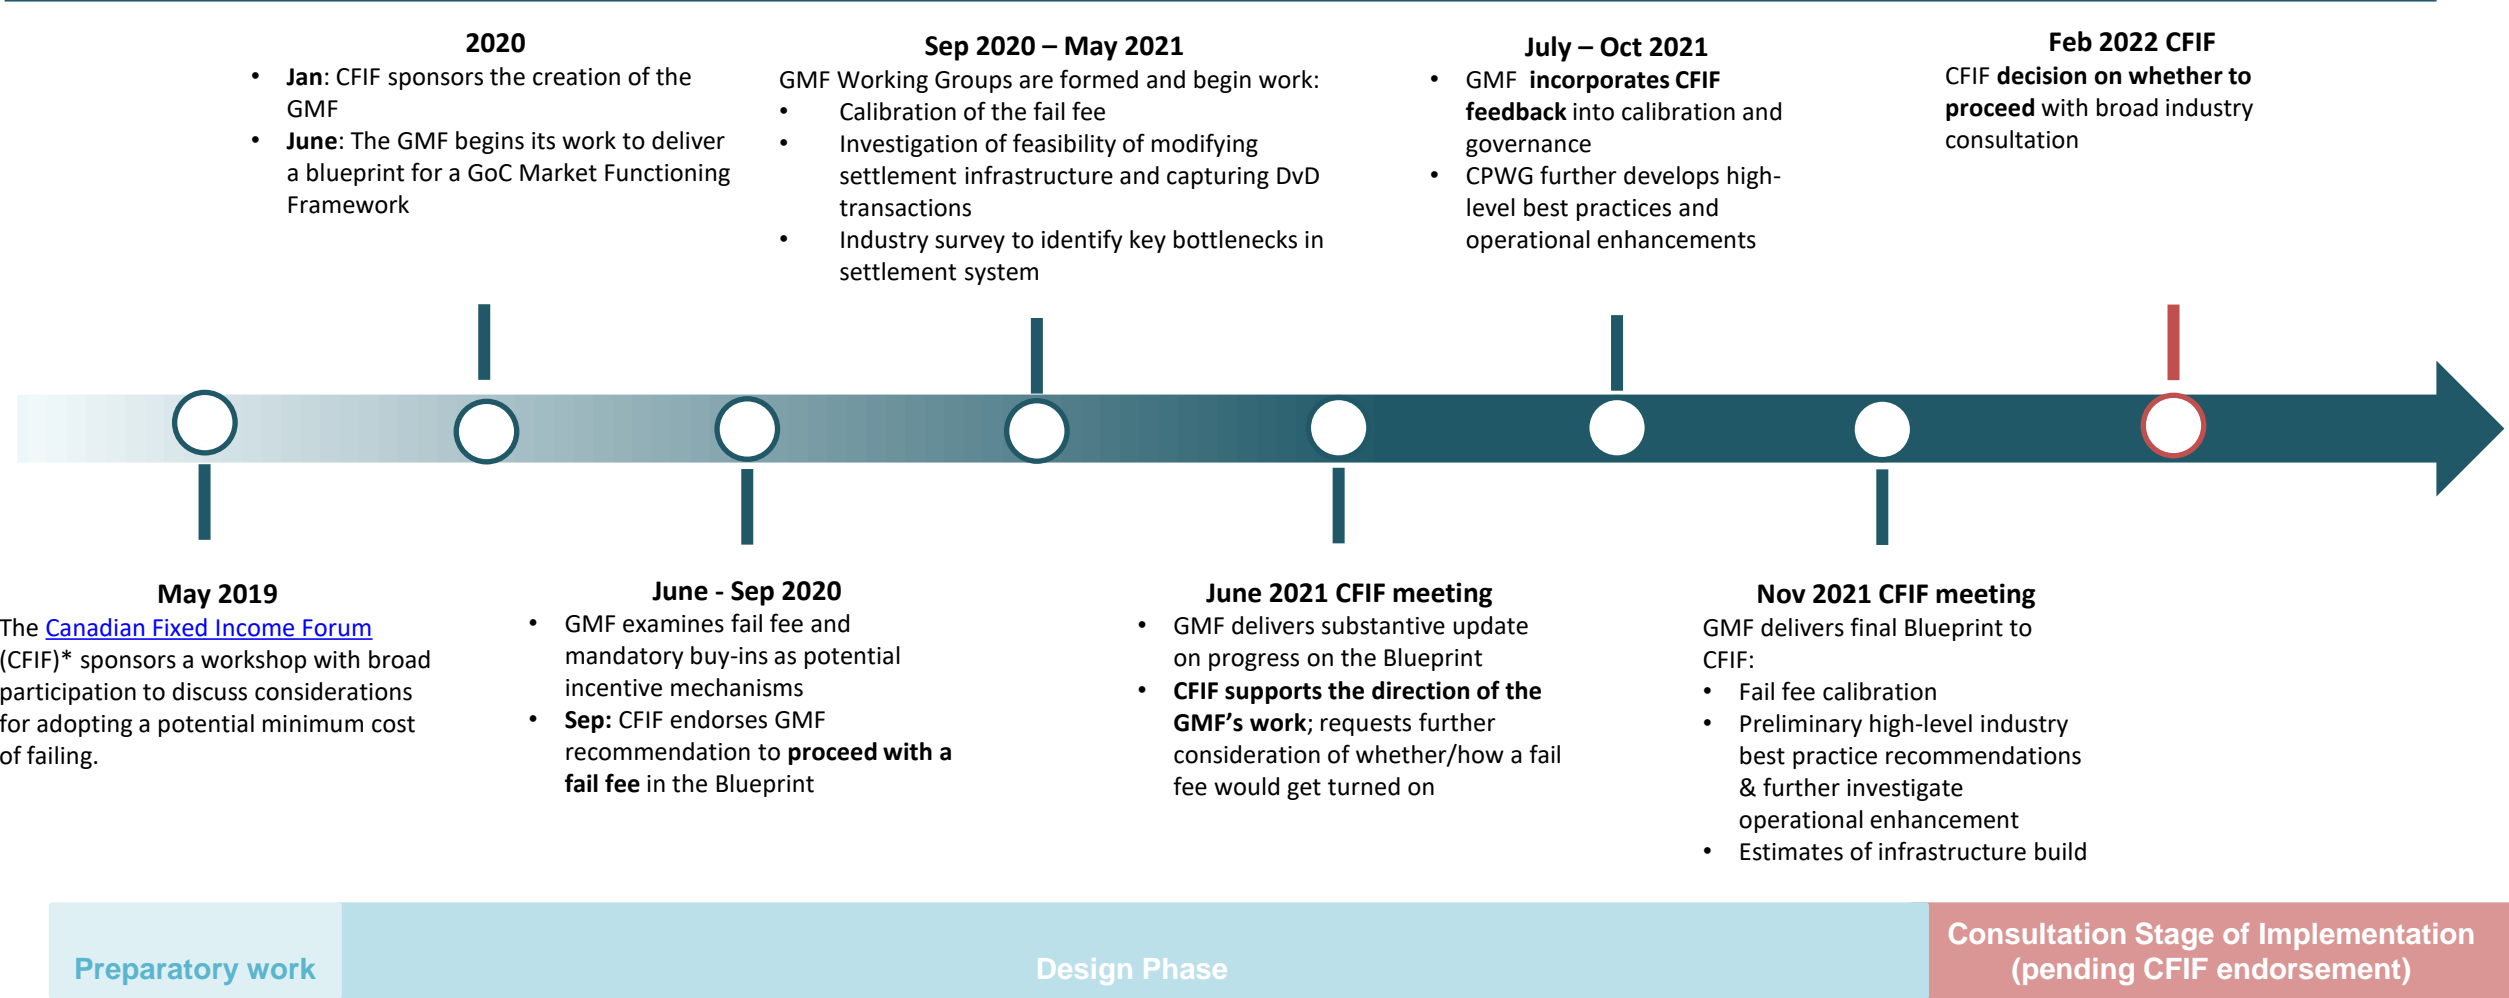 2020
• Jan: CFIF sponsors the creation of the
GMF
• June: The GMF begins its work to deliver
a blueprint for a GoC Market Functioning
Framework
Sep 2020 – May 2021
GMF Working Groups are formed and begin work:
• Calibration of the fail fee
• Investigation of feasibility of modifying
settlement infrastructure and capturing DvD
transactions
• Industry survey to identify key bottlenecks in
settlement system
July – Oct 2021
• GMF incorporates CFIF
feedback into calibration and
governance
• CPWG further develops high-
level best practices and
operational enhancements
Feb 2022 CFIF
CFIF decision on whether to
proceed with broad industry
consultation
May 2019
The Canadian Fixed Income Forum
(CFIF)* sponsors a workshop with broad
participation to discuss considerations
for adopting a potential minimum cost
of failing.
June - Sep 2020
• GMF examines fail fee and
mandatory buy-ins as potential
incentive mechanisms
• Sep: CFIF endorses GMF
recommendation to proceed with a
fail fee in the Blueprint
June 2021 CFIF meeting
• GMF delivers substantive update
on progress on the Blueprint
• CFIF supports the direction of the
GMF’s work; requests further
consideration of whether/how a fail
fee would get turned on
Nov 2021 CFIF meeting
GMF delivers final Blueprint to
CFIF:
• Fail fee calibration
• Preliminary high-level industry
best practice recommendations
& further investigate
operational enhancement
• Estimates of infrastructure build
Preparatory work
Design Phase
Consultation Stage of Implementation
(pending CFIF endorsement)